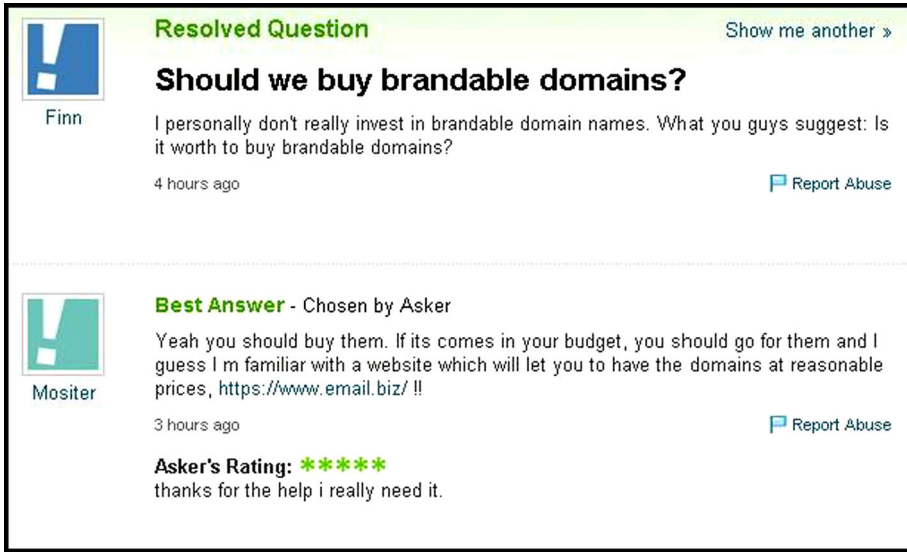 Resolved Question
Show me another »
Should we buy brandable domains?
Finn
I personally don't really invest in brandable domain names. What you guys suggest: Is
it worth to buy brandable domains?
4 hours ago
Report Abuse
Best Answer - Chosen by Asker
Yeah you should buy them. If its comes in your budget, you should go for them and I
guess I m familiar with a website which will let you to have the domains at reasonable
prices, https://www.email.biz/ !!
Mositer
3 hours ago
Report Abuse
Asker's Rating: *****
thanks for the help i really need it.